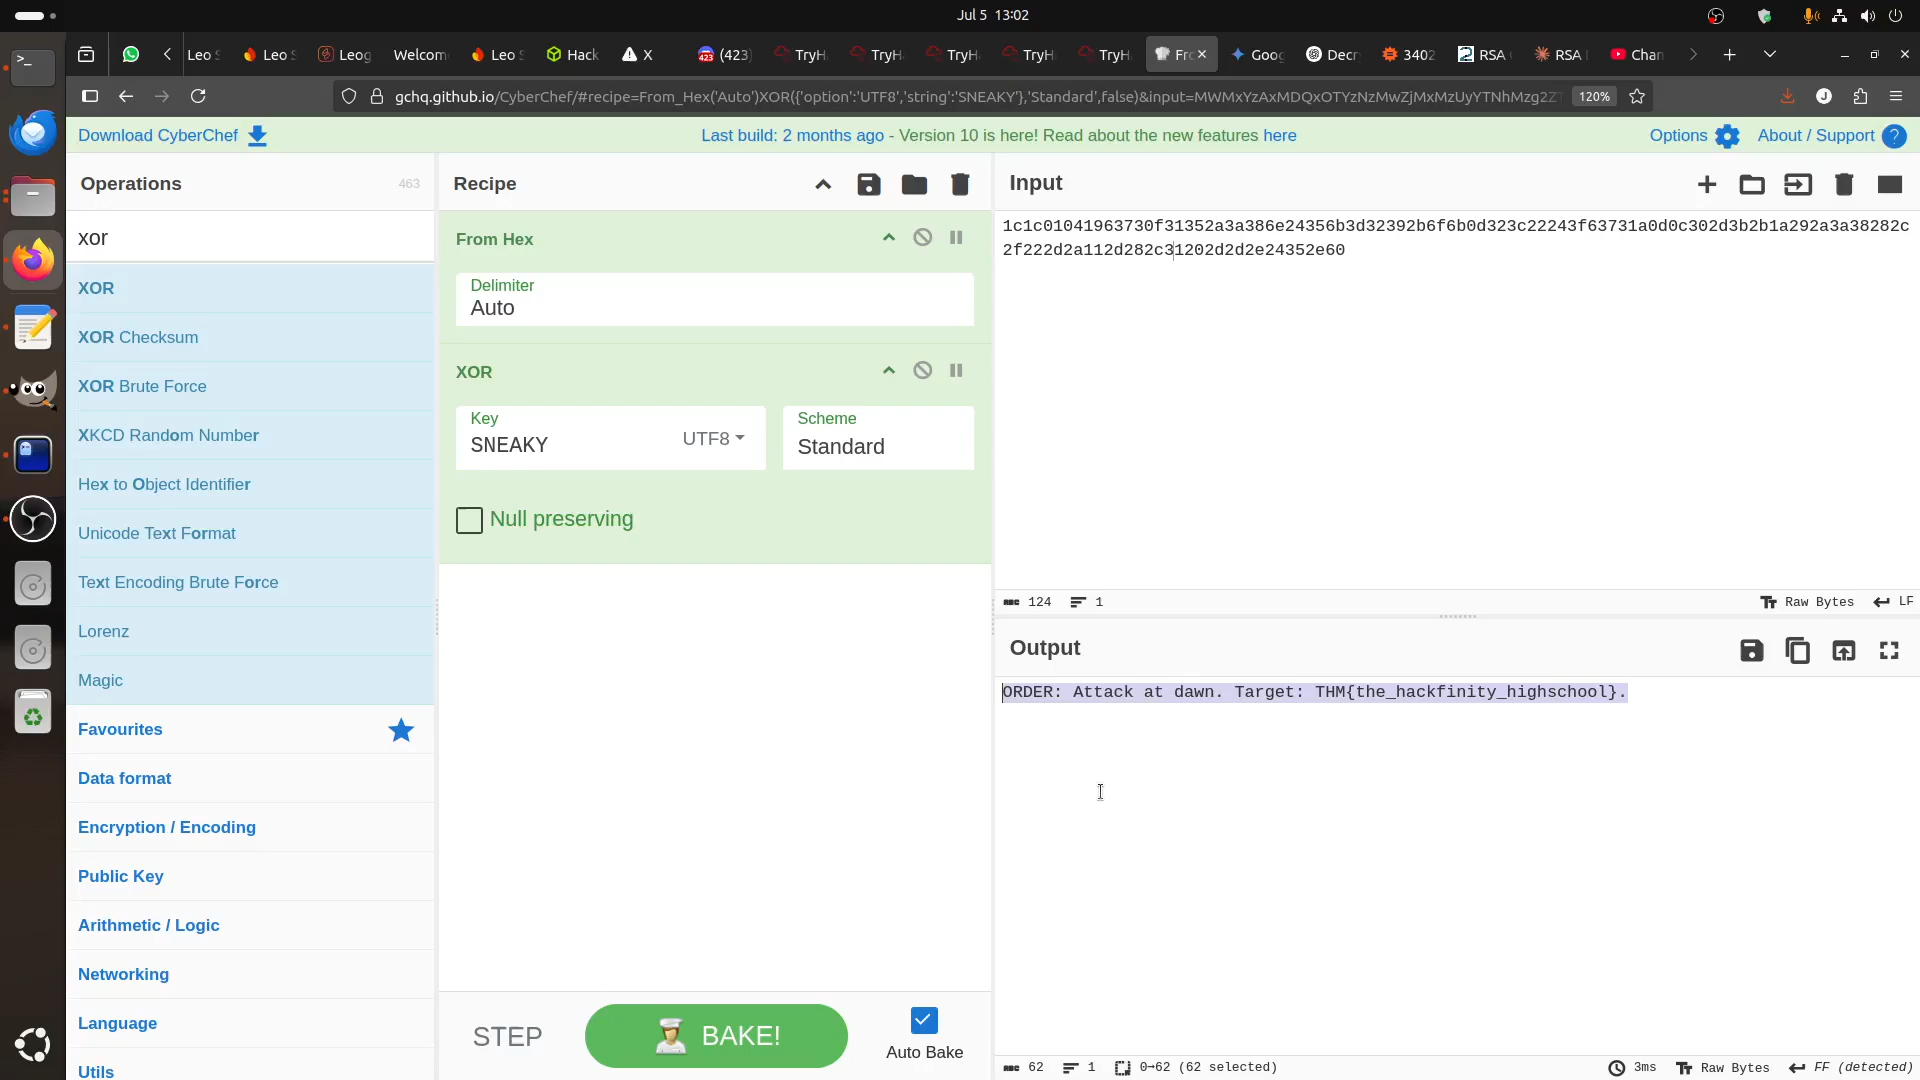 Jul 5 13:02
Leo S
Leo S
Leog
Welcom
Leo S
Hack
X
(423)
TryH
TryH
TryH
TryH
TryH
Fro
Goog
Decr
3402
RSA
RSA
Chan
gchq.github.io/CyberChef/#recipe=From_Hex('Auto')XOR({'option':'UTF8','string':'SNEAKY'},'Standard',false)&input=MWMxYzAxMDQxOTYzNzMwZjMxMzUyYTNhMzg2ZT
120%
Download CyberChef
Last build: 2 months ago - Version 10 is here! Read about the new features here
Options
About / Support
Operations
463
xor
XOR
XOR Checksum
XOR Brute Force
XKCD Random Number
Hex to Object Identifier
Unicode Text Format
Text Encoding Brute Force
Lorenz
Magic
Favourites
Data format
Encryption / Encoding
Public Key
Arithmetic / Logic
Networking
Language
Utils
Recipe
From Hex
Delimiter
Auto
XOR
Key
SNEAKY
UTF8
Scheme
Standard
Null preserving
STEP
BAKE!
Auto Bake
Input
1c1c01041963730f31352a3a386e24356b3d32392b6f6b0d323c22243f63731a0d0c302d3b2b1a292a3a38282c
2f222d2a112d282c31202d2d2e24352e60
124
1
Raw Bytes
LF
Output
ORDER: Attack at dawn. Target: THM{the_hackfinity_highschool}.
62
1
0→62 (62 selected)
3ms
Raw Bytes
FF (detected)